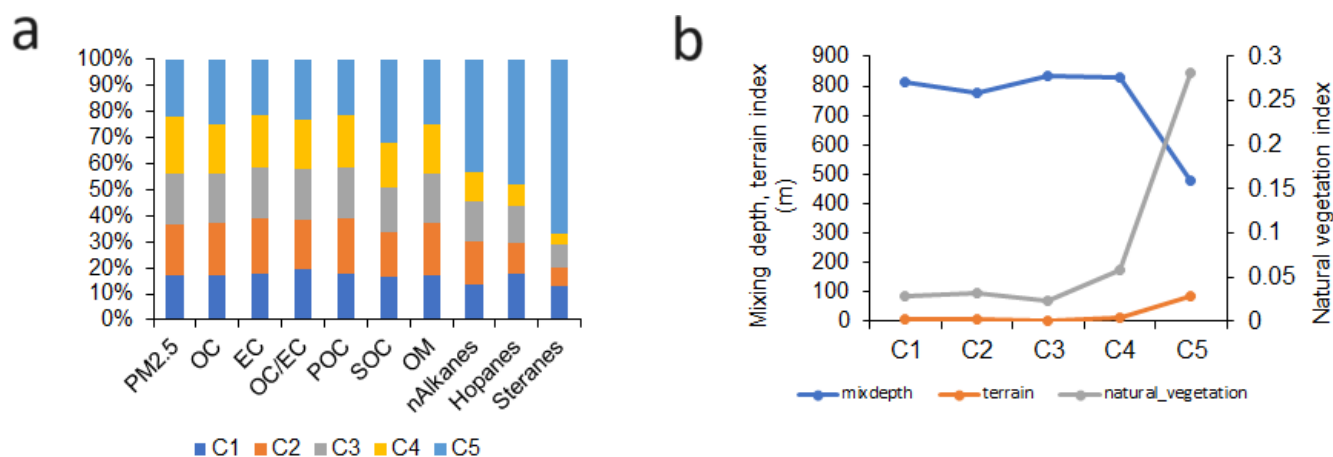 a
100%
90%
80%
70%
60%
50%
40%
30%
20%
10%
0%
PM2.5
OC
EC
OC/EC
POC
SOC
OM
nAlkanes
Hopanes
Steranes
C1 C2 C3 C4 C5
b
Mixing depth, terrain index
(m)
900
800
700
600
500
400
300
200
100
0
C1 C2 C3 C4 C5
0.3
0.25
0.2
0.15
0.1
0.05
0
Natural vegetation index
mixdepth terrain natural_vegetation